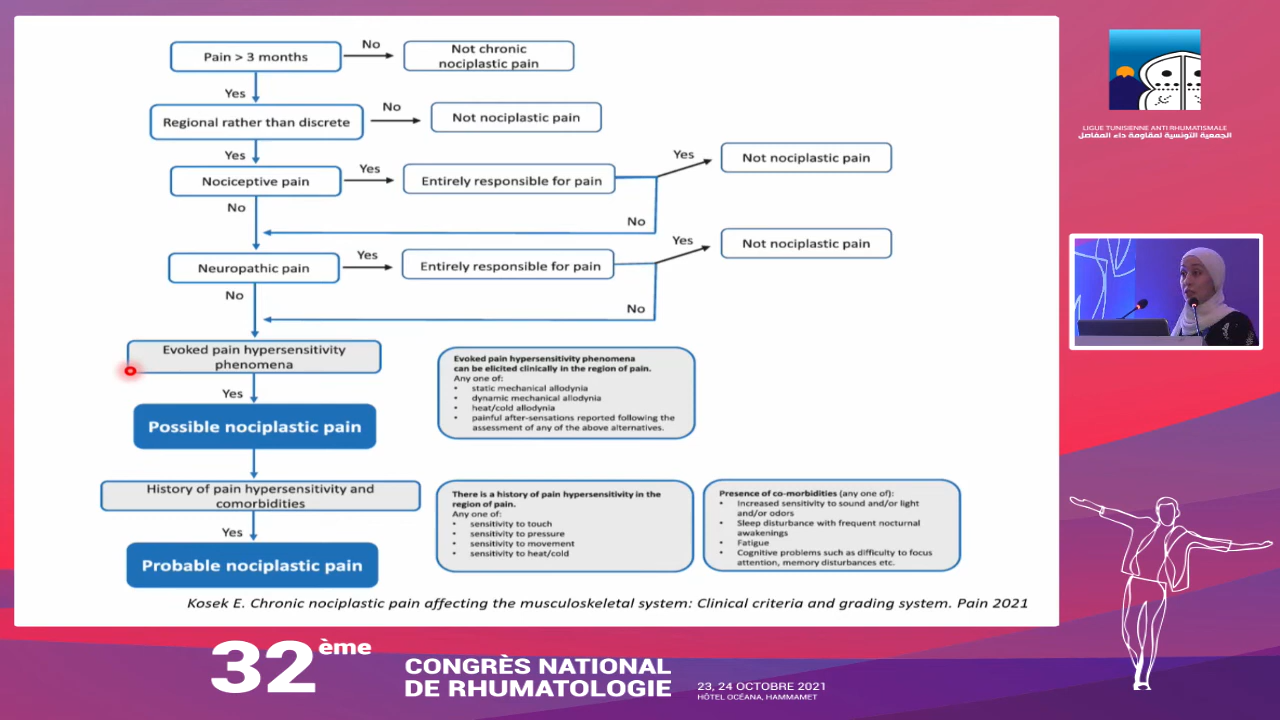 Pain > 3 months
No
Not chronic
nociplastic pain
Yes
Regional rather than discrete
No
Not nociplastic pain
Yes
Nociceptive pain
Yes
Entirely responsible for pain
Yes
Not nociplastic pain
No
No
Neuropathic pain
Yes
Entirely responsible for pain
Yes
Not nociplastic pain
No
No
Evoked pain hypersensitivity
phenomena
Evoked pain hypersensitivity phenomena
can be elicited clinically in the region of pain.
Any one of:
• static mechanical allodynia
• dynamic mechanical allodynia
• heat/cold allodynia
• painful after-sensations reported following the
assessment of any of the above alternatives.
Yes
Possible nociplastic pain
History of pain hypersensitivity and
comorbidities
There is a history of pain hypersensitivity in the
region of pain.
Any one of:
• sensitivity to touch
• sensitivity to pressure
• sensitivity to movement
• sensitivity to heat/cold
Presence of co-morbidities (any one of):
• Increased sensitivity to sound and/or light
and/or odors
• Sleep disturbance with frequent nocturnal
awakenings
• Fatigue
• Cognitive problems such as difficulty to focus
attention, memory disturbances etc.
Yes
Probable nociplastic pain
Kosek E. Chronic nociplastic pain affecting the musculoskeletal system: Clinical criteria and grading system. Pain 2021
LIGUE TUNISIENNE ANTI RHUMATISMALE
الجمعية التونسية لمقاومة داء المفاصل
32ème
CONGRÈS NATIONAL
DE RHUMATOLOGIE
23, 24 OCTOBRE 2021
HÔTEL OCÉANA, HAMMAMET